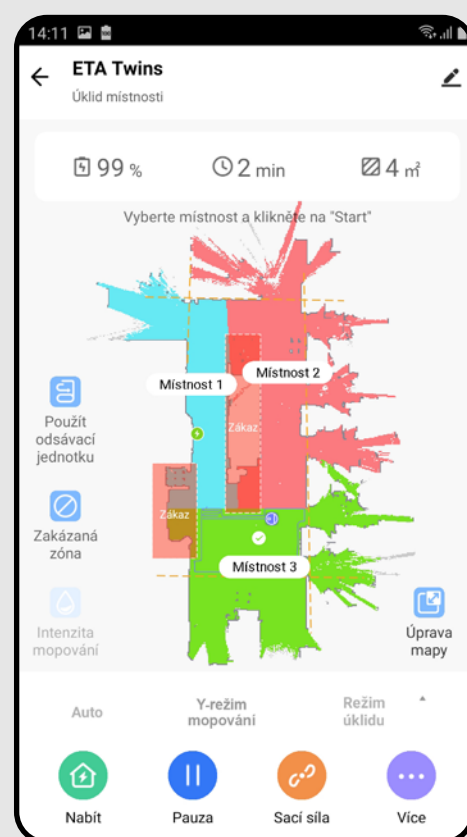 14:11
ETA Twins
Úklid místnosti
99 %
2 min
4 m²
Vyberte místnost a klikněte na "Start"
Místnost 2
Místnost 1
Zákaz
Použít
odsávací
jednotku
Zákaz
Zakázaná
zóna
Místnost 3
Intenzita
mopování
Úprava
mapy
Auto
Y-režim
mopování
Režim
úklidu
Nabít
Pauza
Sací síla
Více